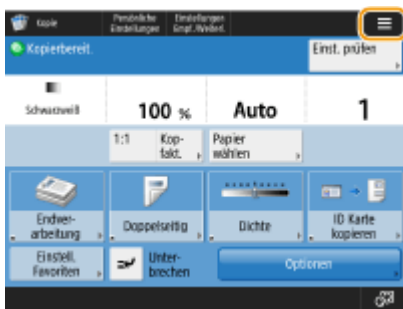 Kopie
Persönliche Einstellungen
Einstellungen Empf./Weiterl.
Kopierbereit.
Einst. prüfen
Schwarzweiß
100 %
Auto
1
1:1
Kop-
fakt.
Papier
wählen
Endver-
arbeitung
Doppelseitig
Dichte
ID Karte
kopieren
Einstell.
Favoriten
Unter-
brechen
Optionen